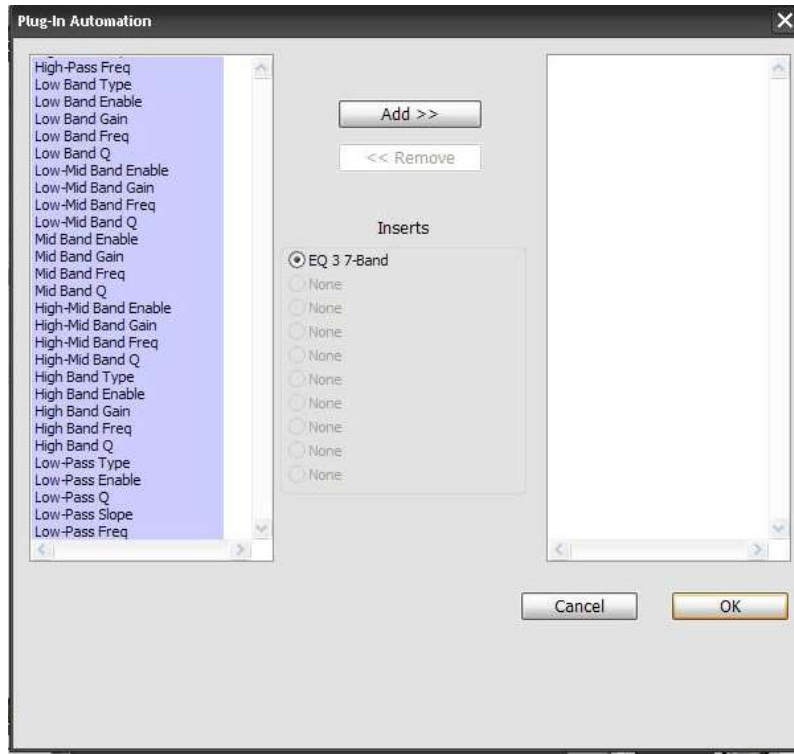 Plug-In Automation
High-Pass Freq
Low Band Type
Low Band Enable
Low Band Gain
Low Band Freq
Low Band Q
Low-Mid Band Enable
Low-Mid Band Gain
Low-Mid Band Freq
Low-Mid Band Q
Mid Band Enable
Mid Band Gain
Mid Band Freq
Mid Band Q
High-Mid Band Enable
High-Mid Band Gain
High-Mid Band Freq
High-Mid Band Q
High Band Type
High Band Enable
High Band Gain
High Band Freq
High Band Q
Low-Pass Type
Low-Pass Enable
Low-Pass Q
Low-Pass Slope
Low-Pass Freq
Add >>
<< Remove
Inserts
EQ 3 7-Band
None
None
None
None
None
None
None
None
None
Cancel
OK